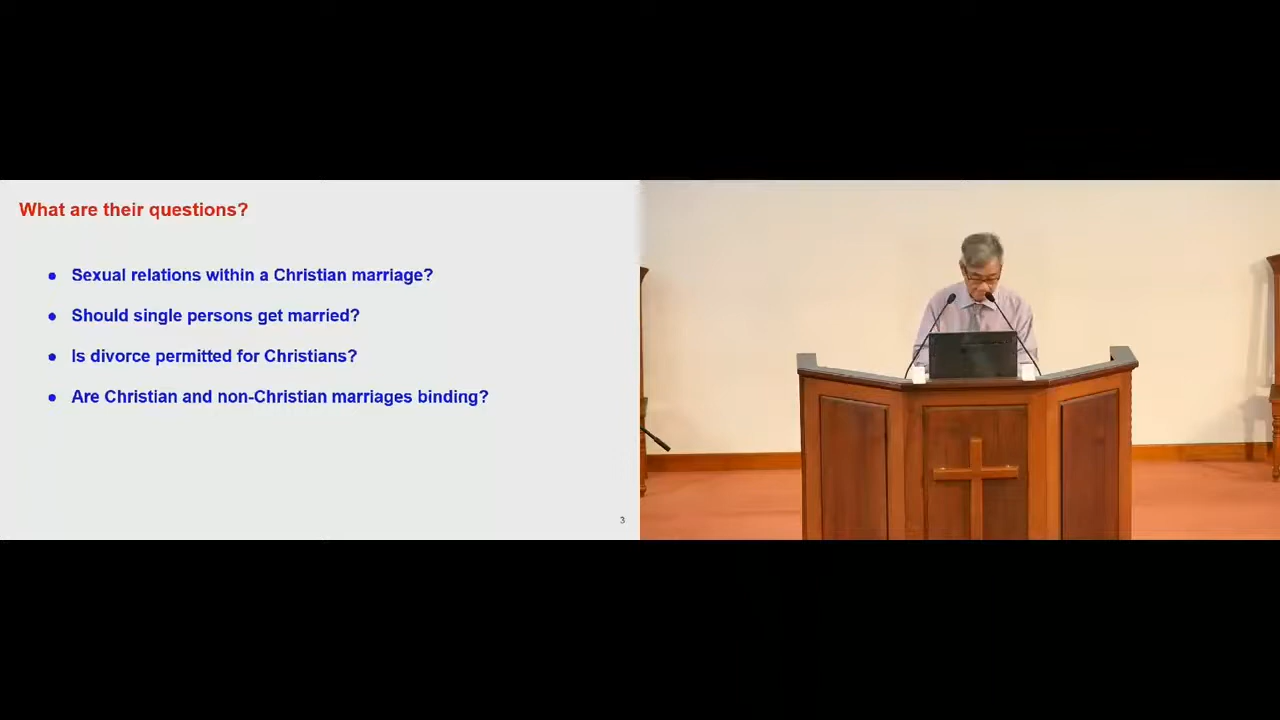 What are their questions?
● Sexual relations within a Christian marriage?
● Should single persons get married?
● Is divorce permitted for Christians?
● Are Christian and non-Christian marriages binding?
3